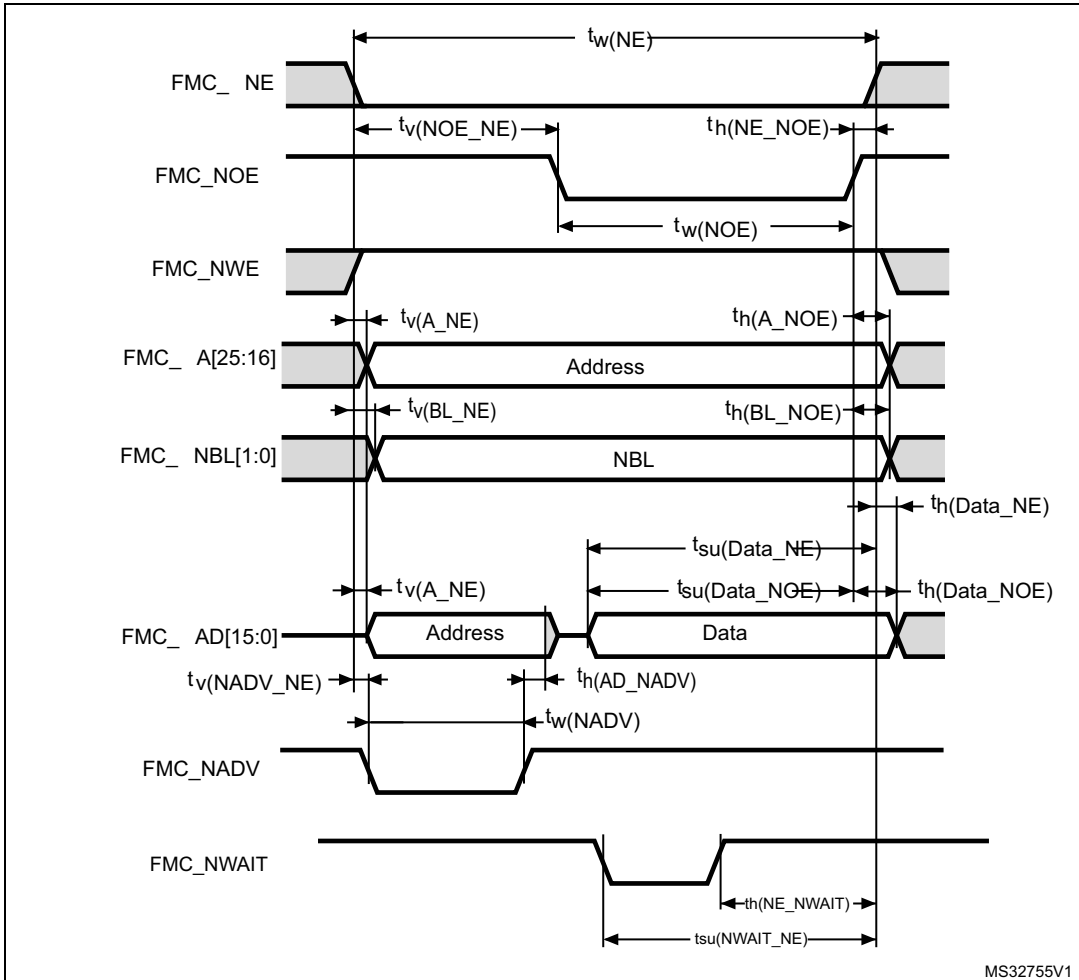 tw(NE)
FMC_ NE
tv(NOE_NE)
th(NE_NOE)
FMC_NOE
tw(NOE)
FMC_NWE
tv(A_NE)
th(A_NOE)
FMC_ A[25:16]
Address
tv(BL_NE)
th(BL_NOE)
FMC_ NBL[1:0]
NBL
th(Data_NE)
tsu(Data_NE)
tv(A_NE)
tsu(Data_NOE)
th(Data_NOE)
FMC_ AD[15:0]
Address
Data
tv(NADV_NE)
th(AD_NADV)
tw(NADV)
FMC_NADV
FMC_NWAIT
th(NE_NWAIT)
tsu(NWAIT_NE)
MS32755V1